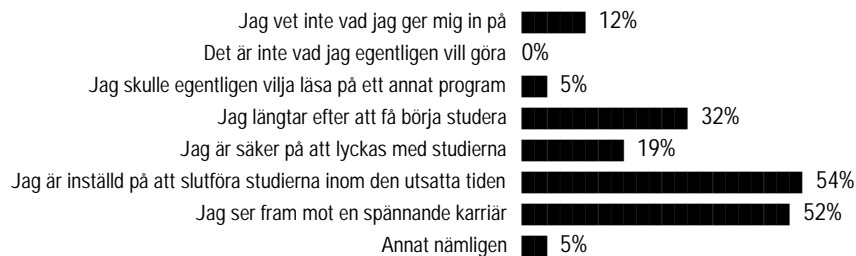 Jag vet inte vad jag ger mig in på 12%
Det är inte vad jag egentligen vill göra 0%
Jag skulle egentligen vilja läsa på ett annat program 5%
Jag längtar efter att få börja studera 32%
Jag är säker på att lyckas med studierna 19%
Jag är inställd på att slutföra studierna inom den utsatta tiden 54%
Jag ser fram mot en spännande karriär 52%
Annat nämligen 5%